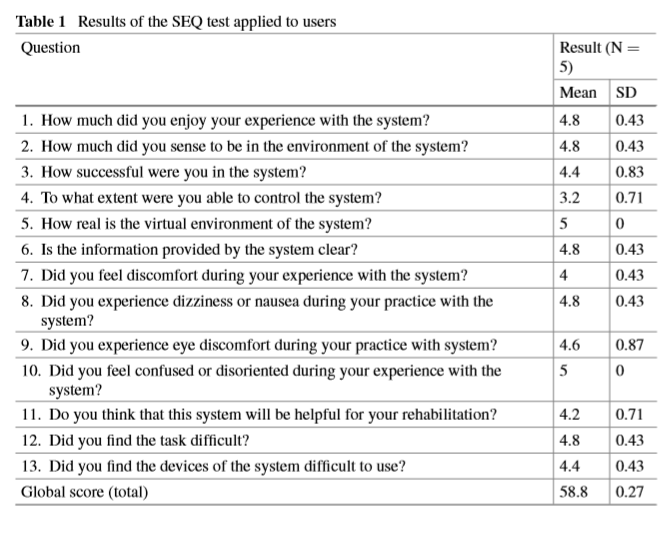 Table 1 Results of the SEQ test applied to users
Question Result (N =
5)
Mean SD
1. How much did you enjoy your experience with the system? 4.8 0.43
2. How much did you sense to be in the environment of the system? 4.8 0.43
3. How successful were you in the system? 4.4 0.83
4. To what extent were you able to control the system? 3.2 0.71
5. How real is the virtual environment of the system? 5 0
6. Is the information provided by the system clear? 4.8 0.43
7. Did you feel discomfort during your experience with the system? 4 0.43
8. Did you experience dizziness or nausea during your practice with the 4.8 0.43
system?
9. Did you experience eye discomfort during your practice with system? 4.6 0.87
10. Did you feel confused or disoriented during your experience with the 5 0
system?
11. Do you think that this system will be helpful for your rehabilitation? 4.2 0.71
12. Did you find the task difficult? 4.8 0.43
13. Did you find the devices of the system difficult to use? 4.4 0.43
Global score (total) 58.8 0.27